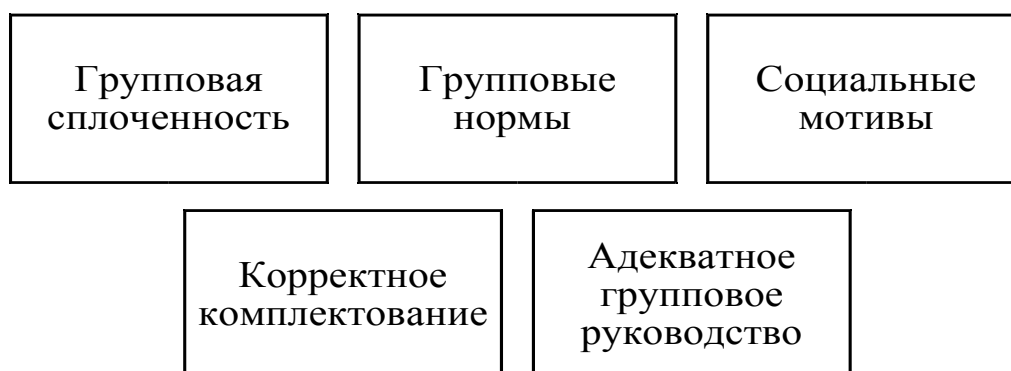 Групповая
сплоченность
Групповые
нормы
Социальные
мотивы
Корректное
комплектование
Адекватное
групповое
руководство